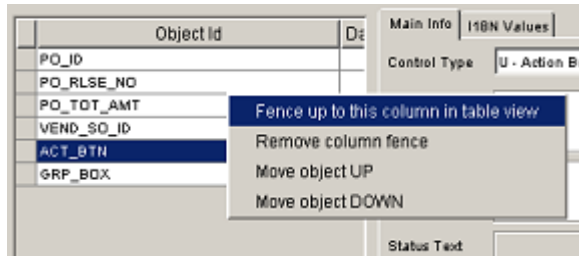 Object Id
Da
PO_ID
PO_RLSE_NO
PO_TOT_AMT
VEND_SO_ID
ACT_BTN
GRP_BOX
Fence up to this column in table view
Remove column fence
Move object UP
Move object DOWN
Main Info
I18N Values
Control Type
U - Action B
Status Text